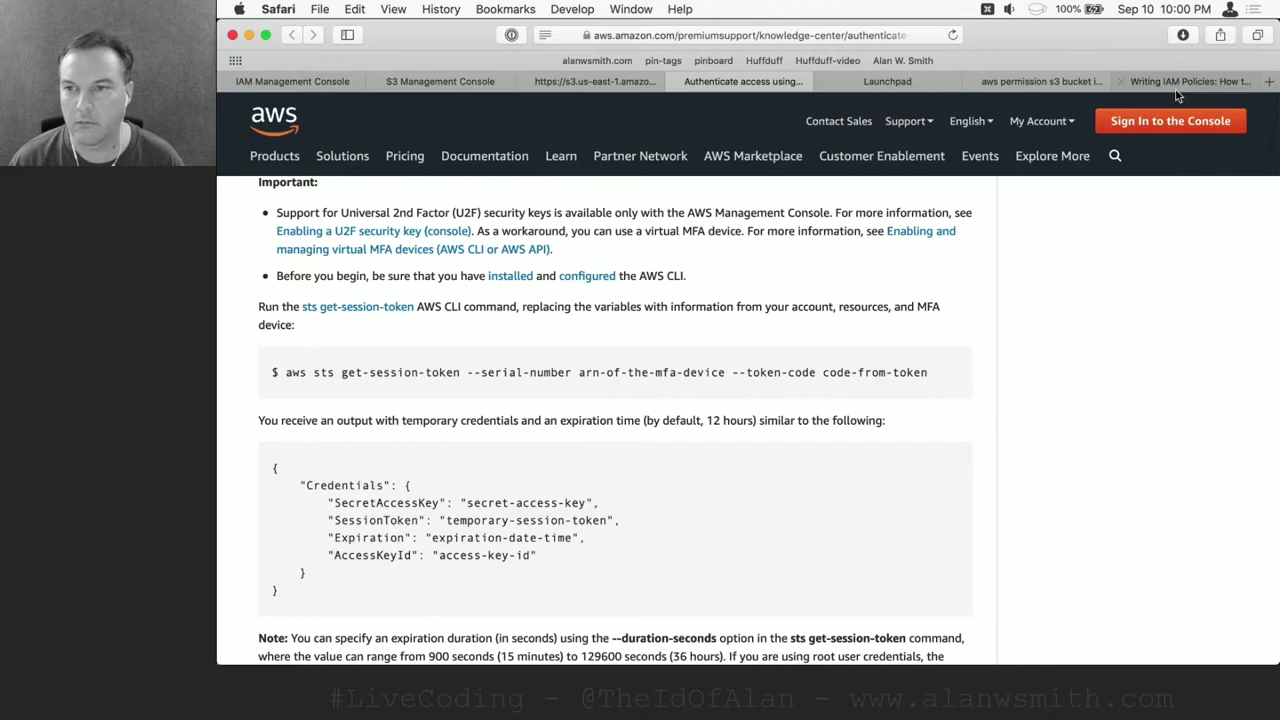 Safari File Edit View History Bookmarks Develop Window Help 100% Sep 10 10:00 PM
aws.amazon.com/premiumsupport/knowledge-center/authenticate-
alanwsmith.com pin-tags pinboard Huffduff Huffduff-video Alan W. Smith
IAM Management Console S3 Management Console https://s3.us-east-1.amazo... Authenticate access using... Launchpad aws permission s3 bucket i... Writing IAM Policies: How t...
aws Contact Sales Support English My Account Sign In to the Console
Products Solutions Pricing Documentation Learn Partner Network AWS Marketplace Customer Enablement Events Explore More
Important:
• Support for Universal 2nd Factor (U2F) security keys is available only with the AWS Management Console. For more information, see
Enabling a U2F security key (console). As a workaround, you can use a virtual MFA device. For more information, see Enabling and
managing virtual MFA devices (AWS CLI or AWS API).
• Before you begin, be sure that you have installed and configured the AWS CLI.
Run the sts get-session-token AWS CLI command, replacing the variables with information from your account, resources, and MFA
device:
$ aws sts get-session-token --serial-number arn-of-the-mfa-device --token-code code-from-token
You receive an output with temporary credentials and an expiration time (by default, 12 hours) similar to the following:
{
"Credentials": {
"SecretAccessKey": "secret-access-key",
"SessionToken": "temporary-session-token",
"Expiration": "expiration-date-time",
"AccessKeyId": "access-key-id"
}
}
Note: You can specify an expiration duration (in seconds) using the --duration-seconds option in the sts get-session-token command,
where the value can range from 900 seconds (15 minutes) to 129600 seconds (36 hours). If you are using root user credentials, the
#LiveCoding - @TheIdOfAlan - www.alanwsmith.com